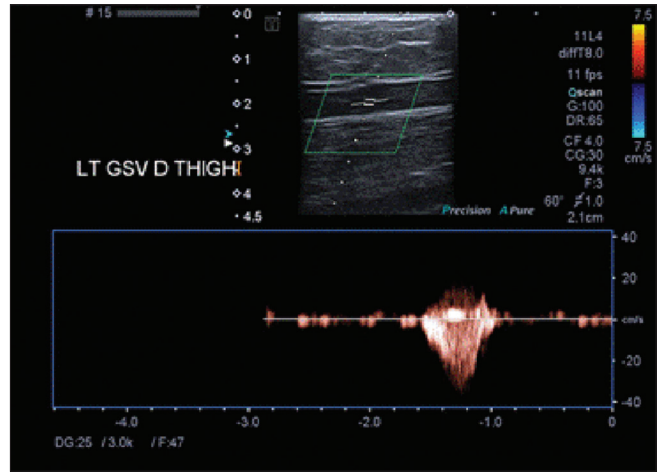 # 15
0
7.5
11L4
diffT8.0
1
11 fps
Qscan
G:100
2
DR:65
CF 4.0
7.5
CG:30
cm/s
3
9.4k
LT GSV D THIGH
F:3
4
60° ≠1.0
Precision A Pure
4.5
2.1cm
40
20
cm/s
-20
-40
-4.0 -3.0 -2.0 -1.0 0
DG:25 / 3.0k / F:47